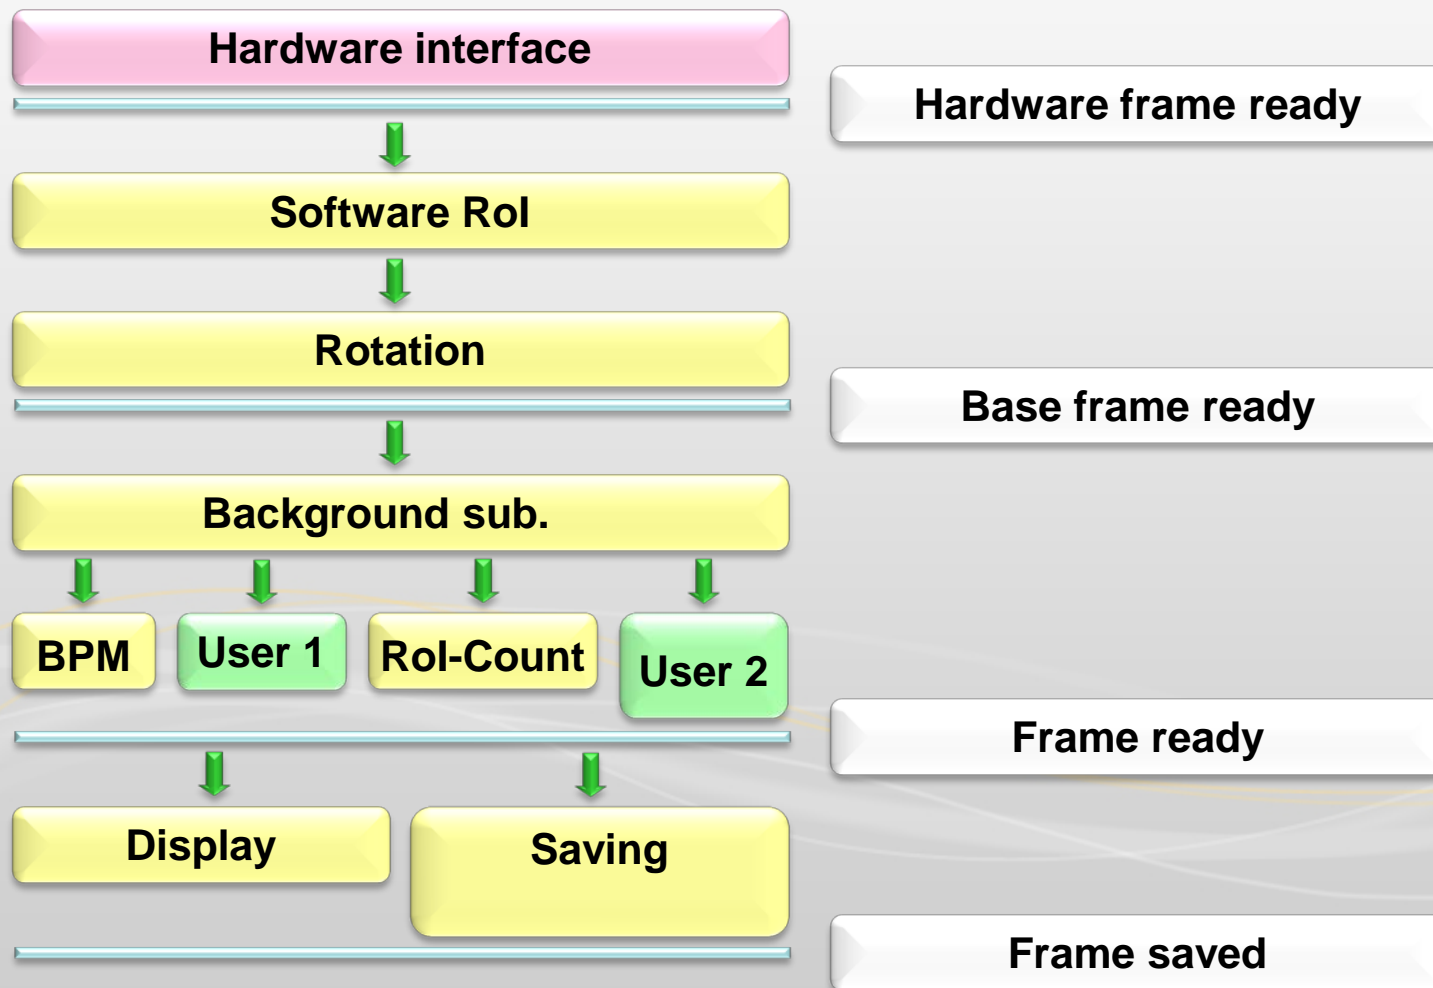 Hardware interface
Hardware frame ready
Software RoI
Rotation
Base frame ready
Background sub.
BPM
User 1
RoI-Count
User 2
Frame ready
Display
Saving
Frame saved